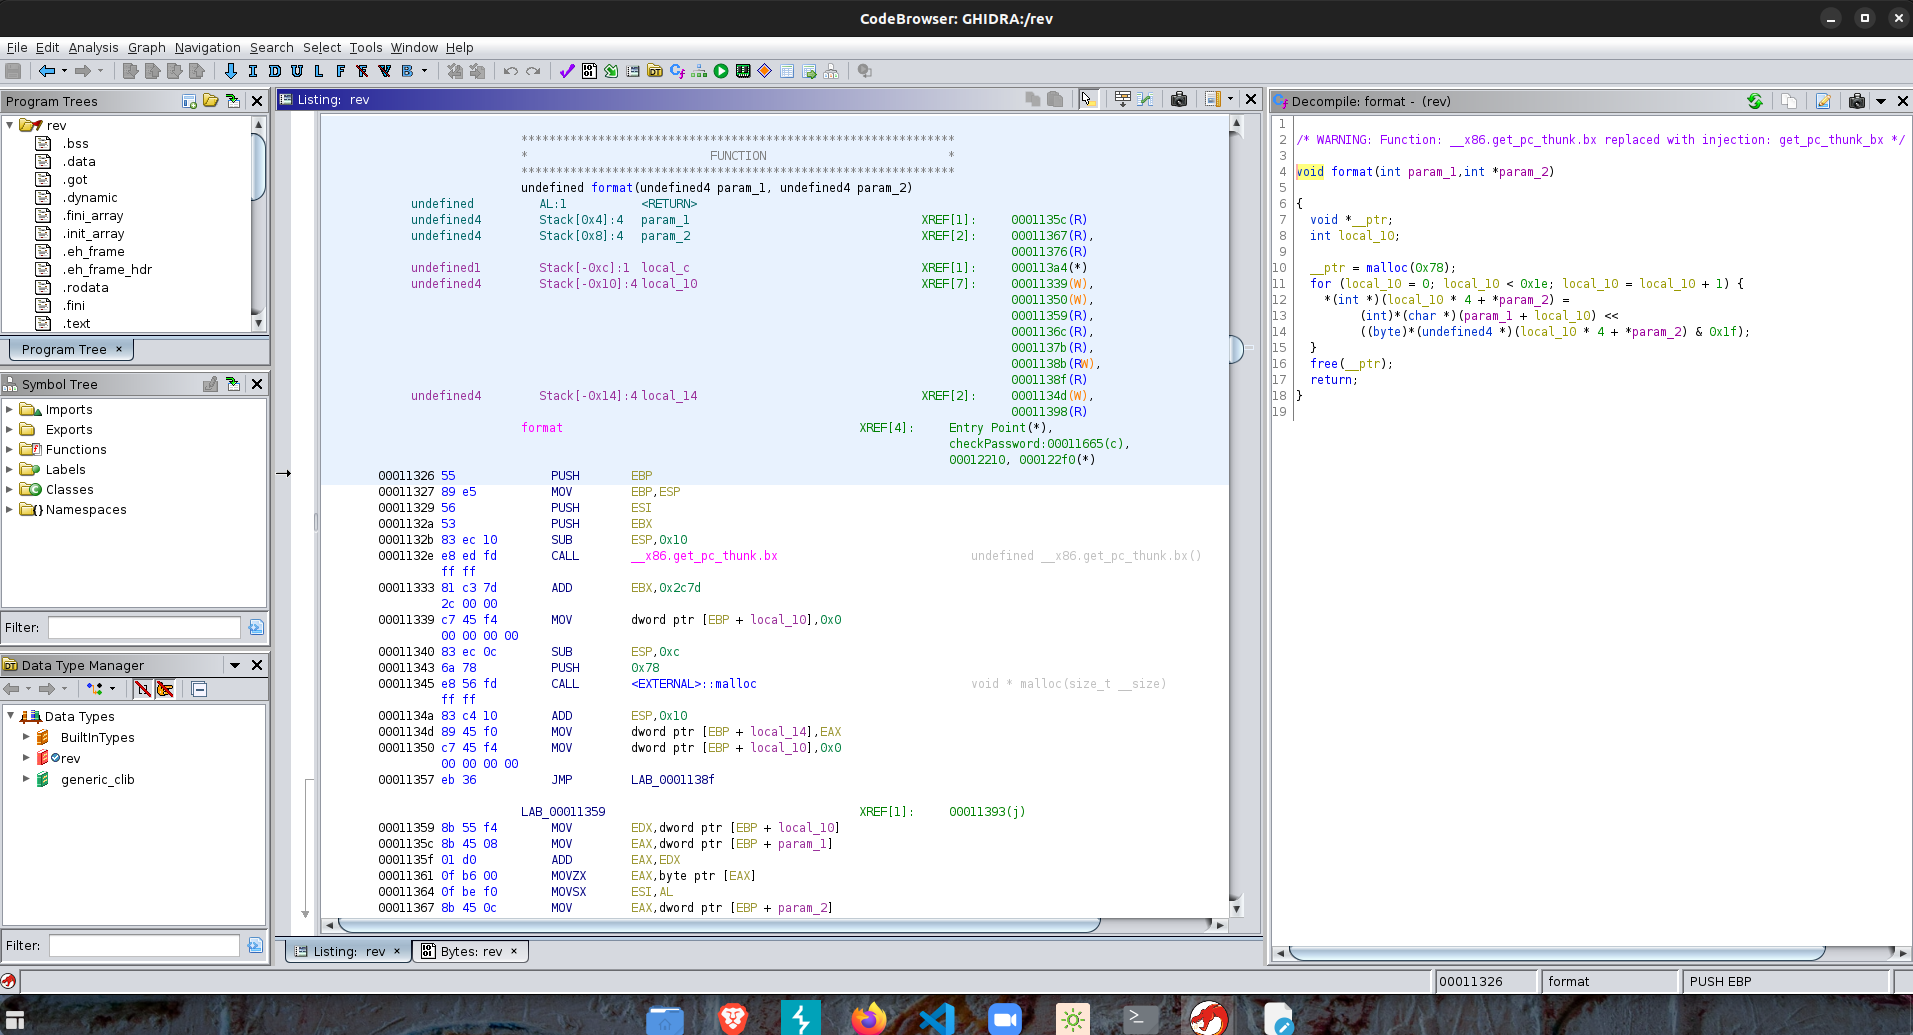 CodeBrowser: GHIDRA:/rev
File Edit Analysis Graph Navigation Search Select Tools Window Help
I D U L F B
Program Trees
rev
.bss
.data
.got
.dynamic
.fini_array
.init_array
.eh_frame
.eh_frame_hdr
.rodata
.fini
.text
Program Tree ×
Symbol Tree
Imports
Exports
Functions
Labels
Classes
Namespaces
Filter:
Data Type Manager
Data Types
BuiltInTypes
rev
generic_clib
Filter:
Listing: rev
**************************************************************
* FUNCTION *
**************************************************************
undefined format(undefined4 param_1, undefined4 param_2)
undefined AL:1 <RETURN>
undefined4 Stack[0x4]:4 param_1 XREF[1]: 0001135c(R)
undefined4 Stack[0x8]:4 param_2 XREF[2]: 00011367(R),
00011376(R)
undefined1 Stack[-0xc]:1 local_c XREF[1]: 000113a4(*)
undefined4 Stack[-0x10]:4 local_10 XREF[7]: 00011339(W),
00011350(W),
00011359(R),
0001136c(R),
0001137b(R),
0001138b(RW),
0001138f(R)
undefined4 Stack[-0x14]:4 local_14 XREF[2]: 0001134d(W),
00011398(R)
format XREF[4]: Entry Point(*),
checkPassword:00011665(c),
00012210, 000122f0(*)
00011326 55 PUSH EBP
00011327 89 e5 MOV EBP,ESP
00011329 56 PUSH ESI
0001132a 53 PUSH EBX
0001132b 83 ec 10 SUB ESP,0x10
0001132e e8 ed fd CALL __x86.get_pc_thunk.bx undefined __x86.get_pc_thunk.bx()
ff ff
00011333 81 c3 7d ADD EBX,0x2c7d
2c 00 00
00011339 c7 45 f4 MOV dword ptr [EBP + local_10],0x0
00 00 00 00
00011340 83 ec 0c SUB ESP,0xc
00011343 6a 78 PUSH 0x78
00011345 e8 56 fd CALL <EXTERNAL>::malloc void * malloc(size_t __size)
ff ff
0001134a 83 c4 10 ADD ESP,0x10
0001134d 89 45 f0 MOV dword ptr [EBP + local_14],EAX
00011350 c7 45 f4 MOV dword ptr [EBP + local_10],0x0
00 00 00 00
00011357 eb 36 JMP LAB_0001138f
LAB_00011359 XREF[1]: 00011393(j)
00011359 8b 55 f4 MOV EDX,dword ptr [EBP + local_10]
0001135c 8b 45 08 MOV EAX,dword ptr [EBP + param_1]
0001135f 01 d0 ADD EAX,EDX
00011361 0f b6 00 MOVZX EAX,byte ptr [EAX]
00011364 0f be f0 MOVSX ESI,AL
00011367 8b 45 0c MOV EAX,dword ptr [EBP + param_2]
Listing: rev × Bytes: rev ×
Decompile: format - (rev)
1
2 /* WARNING: Function: __x86.get_pc_thunk.bx replaced with injection: get_pc_thunk_bx */
3
4 void format(int param_1,int *param_2)
5
6 {
7 void *__ptr;
8 int local_10;
9
10 __ptr = malloc(0x78);
11 for (local_10 = 0; local_10 < 0x1e; local_10 = local_10 + 1) {
12 *(int *)(local_10 * 4 + *param_2) =
13 (int)*(char *)(param_1 + local_10) <<
14 ((byte)*(undefined4 *)(local_10 * 4 + *param_2) & 0x1f);
15 }
16 free(__ptr);
17 return;
18 }
19
00011326 format PUSH EBP